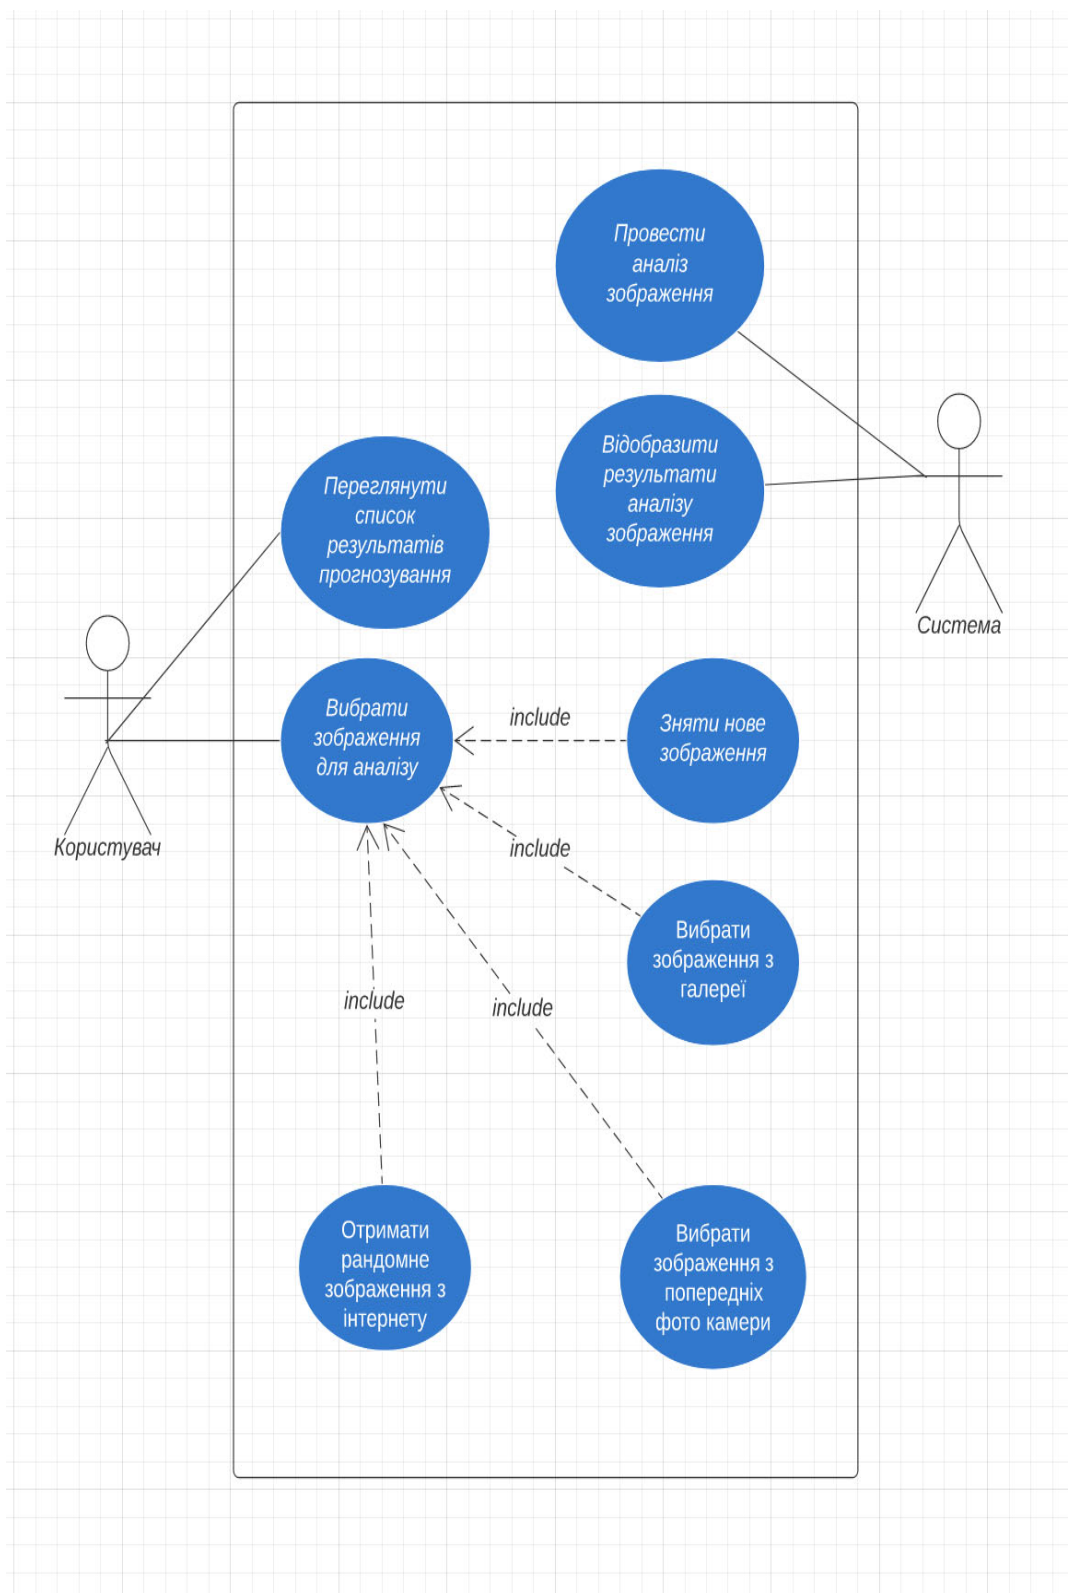 Провести
аналіз
зображення
Відобразити
результати
аналізу
зображення
Система
Переглянути
список
результатів
прогнозування
Користувач
Вибрати
зображення
для аналізу
include
Зняти нове
зображення
include
Вибрати
зображення з
галереї
include
include
Отримати
рандомне
зображення з
інтернету
Вибрати
зображення з
попередніх
фото камери